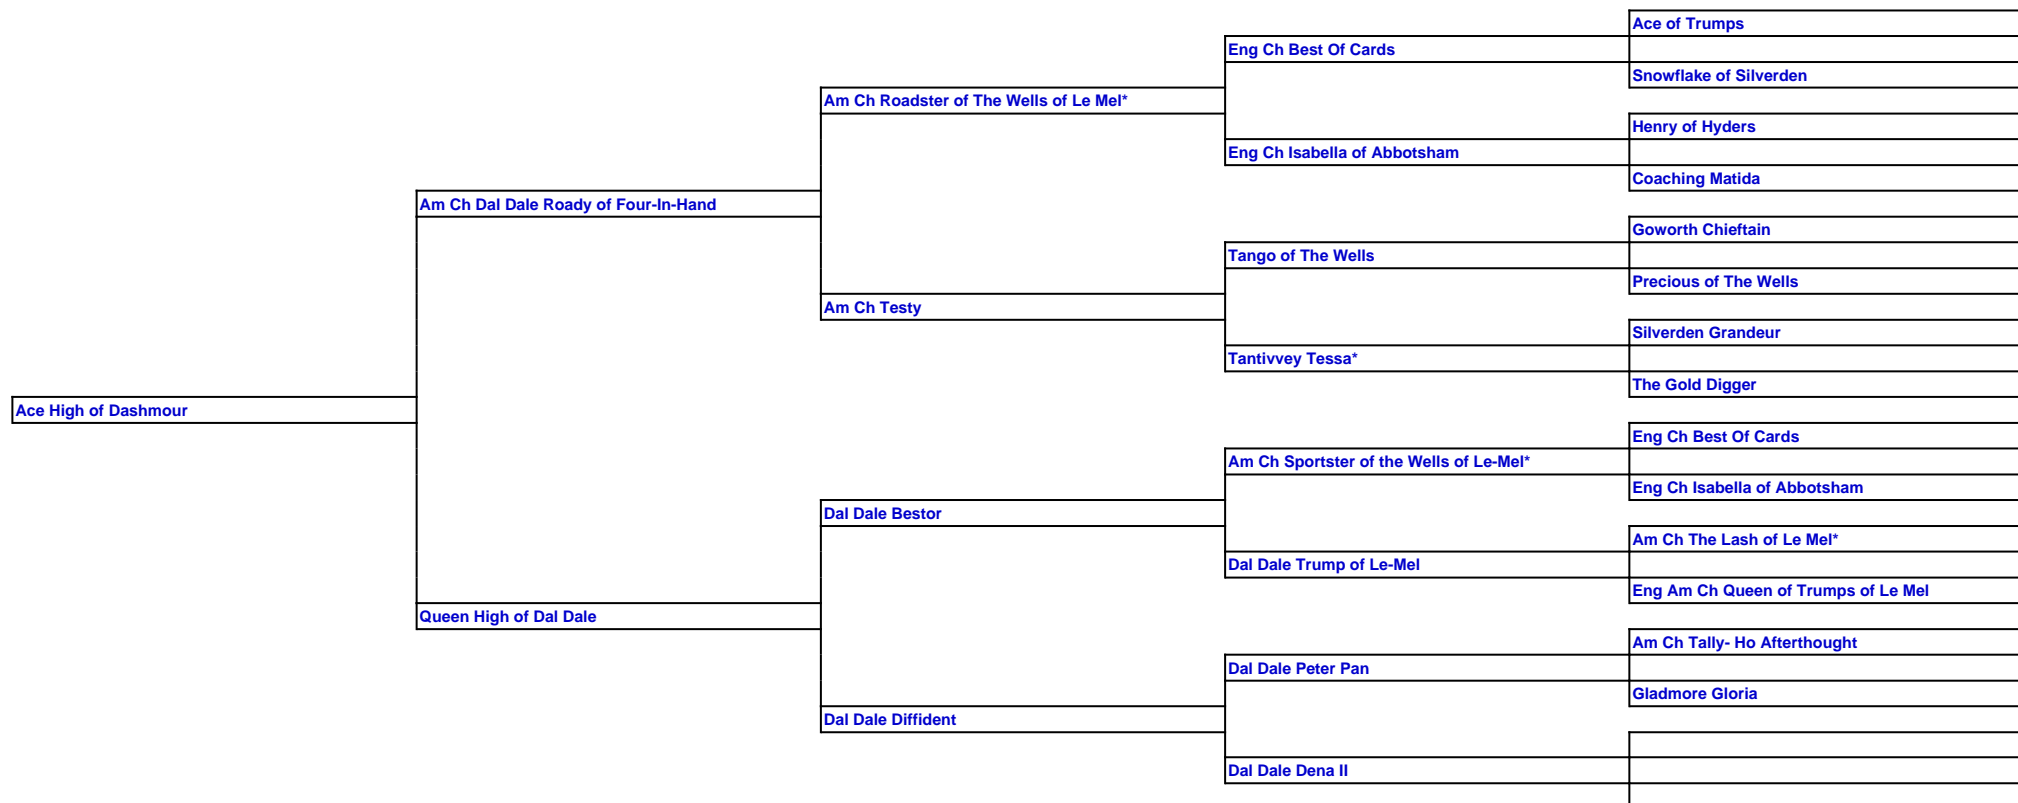 Ace of Trumps
Eng Ch Best Of Cards
Snowflake of Silverden
Am Ch Roadster of The Wells of Le Mel*
Henry of Hyders
Eng Ch Isabella of Abbotsham
Coaching Matida
Am Ch Dal Dale Roady of Four-In-Hand
Goworth Chieftain
Tango of The Wells
Precious of The Wells
Am Ch Testy
Silverden Grandeur
Tantivvey Tessa*
The Gold Digger
Ace High of Dashmour
Eng Ch Best Of Cards
Am Ch Sportster of the Wells of Le-Mel*
Eng Ch Isabella of Abbotsham
Dal Dale Bestor
Am Ch The Lash of Le Mel*
Dal Dale Trump of Le-Mel
Eng Am Ch Queen of Trumps of Le Mel
Queen High of Dal Dale
Am Ch Tally- Ho Afterthought
Dal Dale Peter Pan
Gladmore Gloria
Dal Dale Diffident
Dal Dale Dena II